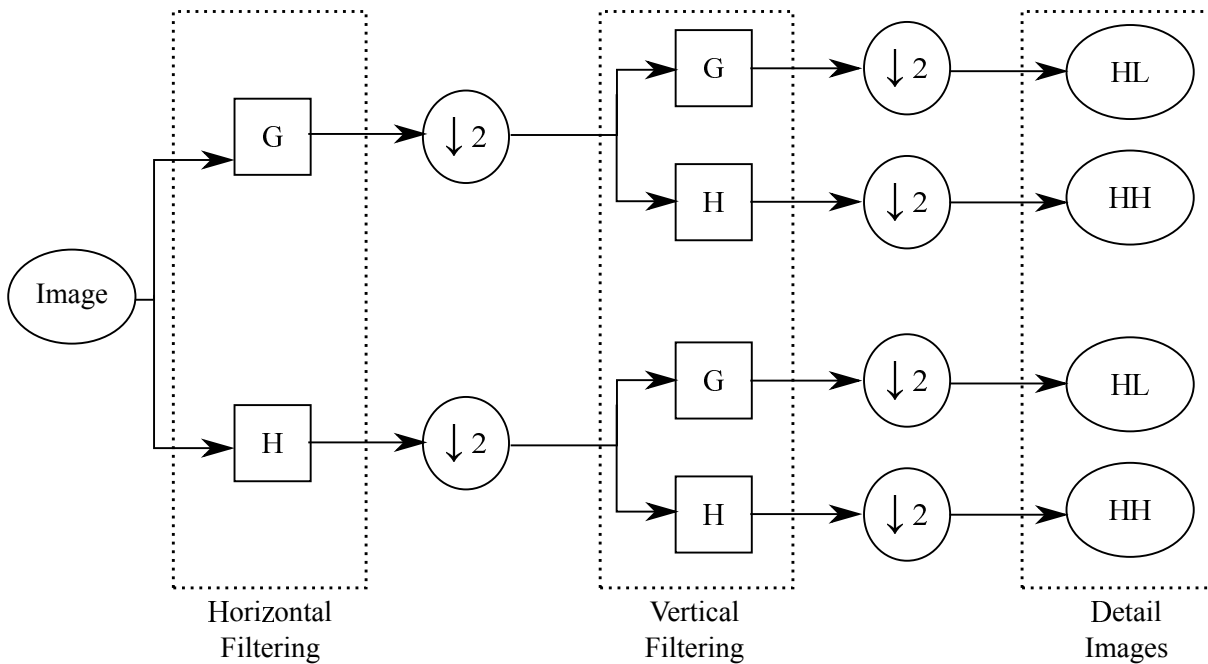 G
↓ 2
HL
G
↓ 2
H
↓ 2
HH
Image
G
↓ 2
HL
H
↓ 2
H
↓ 2
HH
Horizontal
Filtering
Vertical
Filtering
Detail
Images